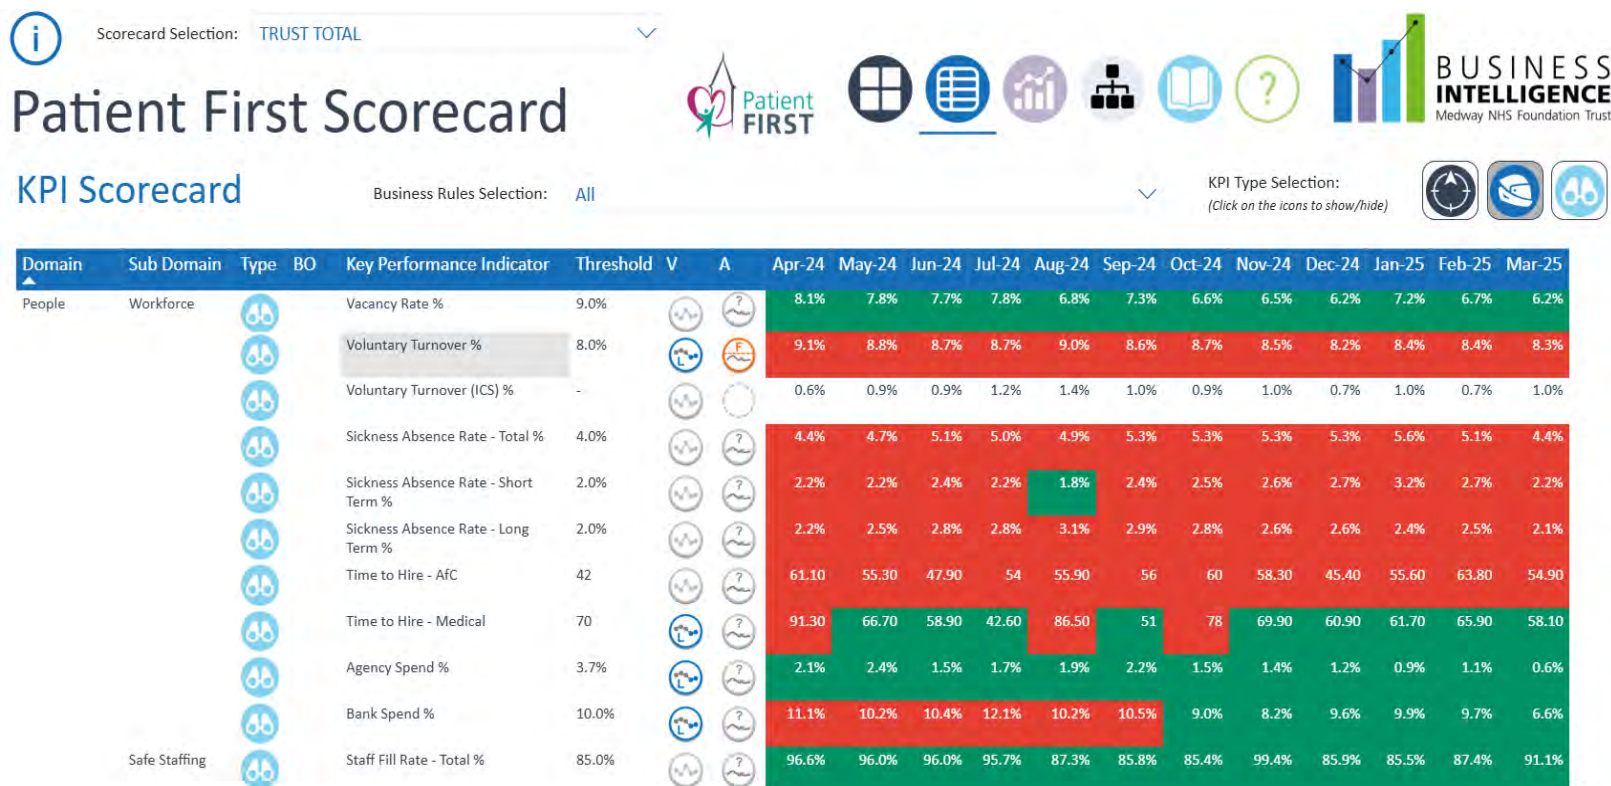 i
Scorecard Selection: TRUST TOTAL
Patient First Scorecard
Patient
FIRST
?
BUSINESS
INTELLIGENCE
Medway NHS Foundation Trust
KPI Scorecard
Business Rules Selection: All
KPI Type Selection:
(Click on the icons to show/hide)
Domain Sub Domain Type BO Key Performance Indicator Threshold V A Apr-24 May-24 Jun-24 Jul-24 Aug-24 Sep-24 Oct-24 Nov-24 Dec-24 Jan-25 Feb-25 Mar-25
People Workforce Vacancy Rate % 9.0% ? 8.1% 7.8% 7.7% 7.8% 6.8% 7.3% 6.6% 6.5% 6.2% 7.2% 6.7% 6.2%
Voluntary Turnover % 8.0% L F 9.1% 8.8% 8.7% 8.7% 9.0% 8.6% 8.7% 8.5% 8.2% 8.4% 8.4% 8.3%
Voluntary Turnover (ICS) % - 0.6% 0.9% 0.9% 1.2% 1.4% 1.0% 0.9% 1.0% 0.7% 1.0% 0.7% 1.0%
Sickness Absence Rate - Total % 4.0% ? 4.4% 4.7% 5.1% 5.0% 4.9% 5.3% 5.3% 5.3% 5.3% 5.6% 5.1% 4.4%
Sickness Absence Rate - Short 2.0% ? 2.2% 2.2% 2.4% 2.2% 1.8% 2.4% 2.5% 2.6% 2.7% 3.2% 2.7% 2.2%
Term %
Sickness Absence Rate - Long 2.0% ? 2.2% 2.5% 2.8% 2.8% 3.1% 2.9% 2.8% 2.6% 2.6% 2.4% 2.5% 2.1%
Term %
Time to Hire - AfC 42 ? 61.10 55.30 47.90 54 55.90 56 60 58.30 45.40 55.60 63.80 54.90
Time to Hire - Medical 70 L ? 91.30 66.70 58.90 42.60 86.50 51 78 69.90 60.90 61.70 65.90 58.10
Agency Spend % 3.7% L ? 2.1% 2.4% 1.5% 1.7% 1.9% 2.2% 1.5% 1.4% 1.2% 0.9% 1.1% 0.6%
Bank Spend % 10.0% L ? 11.1% 10.2% 10.4% 12.1% 10.2% 10.5% 9.0% 8.2% 9.6% 9.9% 9.7% 6.6%
Safe Staffing Staff Fill Rate - Total % 85.0% ? 96.6% 96.0% 96.0% 95.7% 87.3% 85.8% 85.4% 99.4% 85.9% 85.5% 87.4% 91.1%